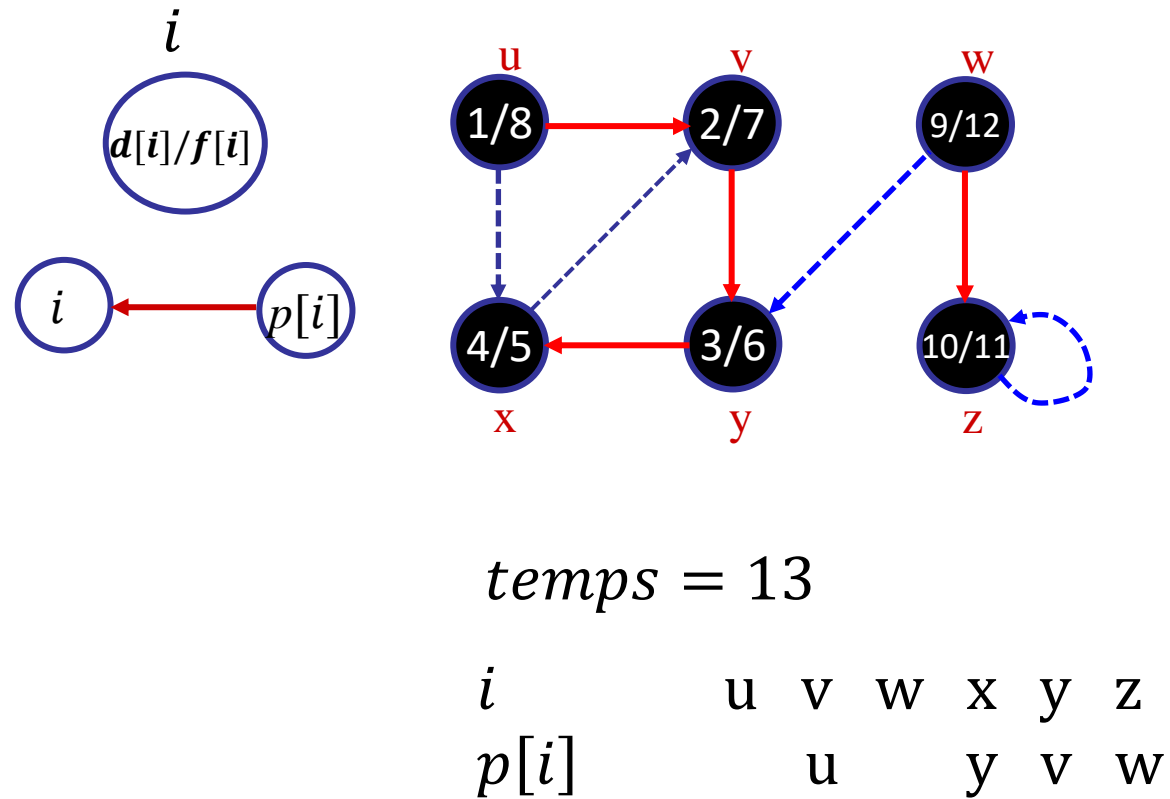 i
d[i]/f[i]
i p[i]
u v w
1/8 2/7 9/12
4/5 3/6 10/11
x y z
temps = 13
i u v w x y z
p[i] u y v w